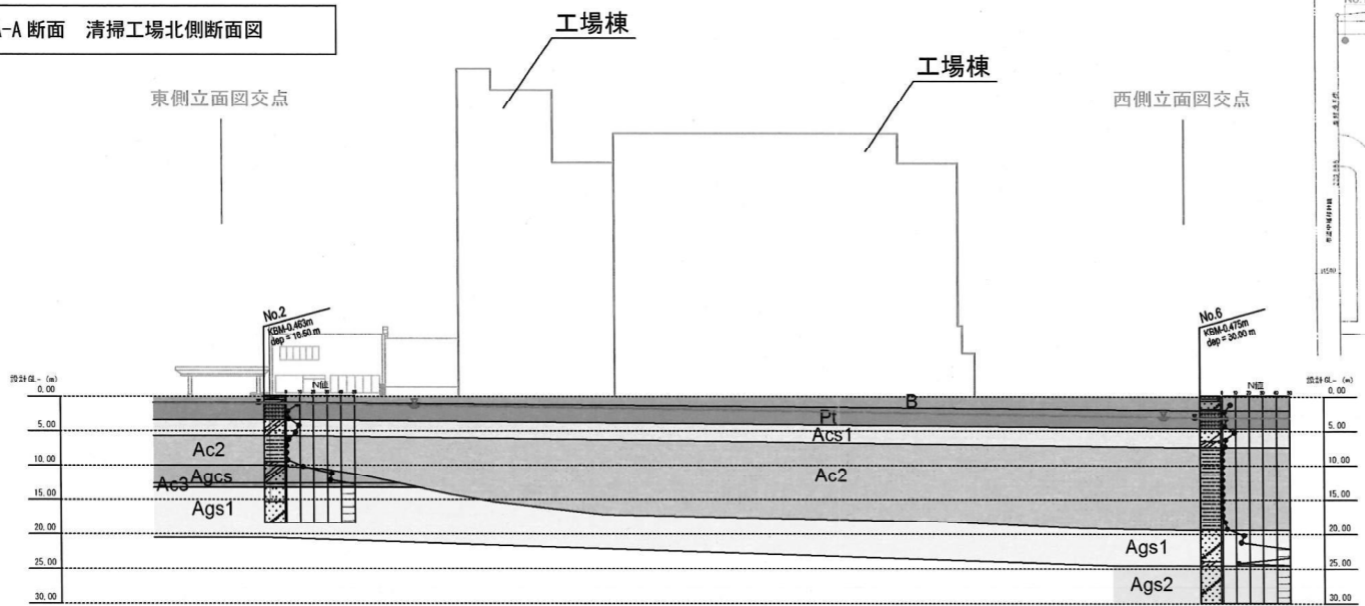 A-A 断面　清掃工場北側断面図
工場棟
工場棟
東側立面図交点
西側立面図交点
No.2
KBM-0.463m
dep = 18.50 m
No.6
KBM-0.475m
dep = 30.00 m
設計GL- (m)
N値
N値
設計GL- (m)
0.00
0.00
B
Pt
5.00
5.00
Acs1
Ac2
10.00
10.00
Agcs
Ac2
Ac3
15.00
15.00
Ags1
20.00
20.00
Ags1
25.00
25.00
Ags2
30.00
30.00